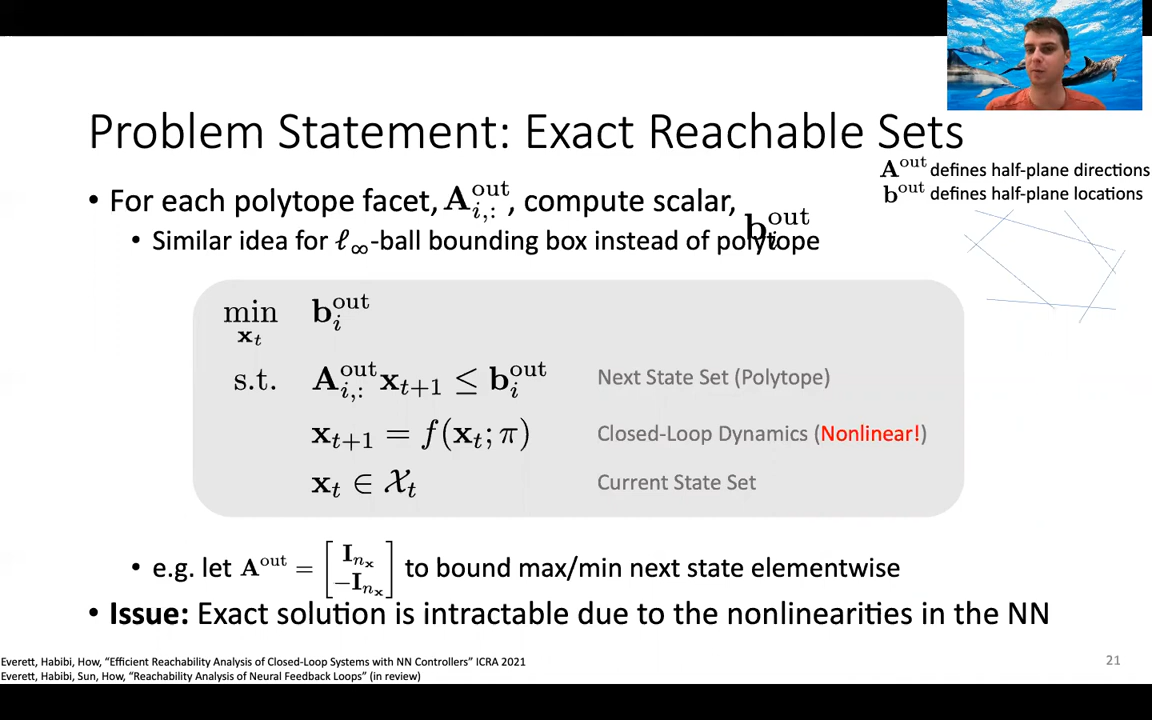 Problem Statement: Exact Reachable Sets
A^out defines half-plane directions
b^out defines half-plane locations
• For each polytope facet, A^out_{i,:}, compute scalar, b^out_i
• Similar idea for ℓ∞-ball bounding box instead of polytope
min_{x_t} b^out_i
s.t. A^out_{i,:} x_{t+1} ≤ b^out_i Next State Set (Polytope)
x_{t+1} = f(x_t; π) Closed-Loop Dynamics (Nonlinear!)
x_t ∈ 𝒳_t Current State Set
• e.g. let A^out = [I_{n_x} −I_{n_x}] to bound max/min next state elementwise
• Issue: Exact solution is intractable due to the nonlinearities in the NN
Everett, Habibi, How, “Efficient Reachability Analysis of Closed-Loop Systems with NN Controllers” ICRA 2021
Everett, Habibi, Sun, How, “Reachability Analysis of Neural Feedback Loops” (in review)
21